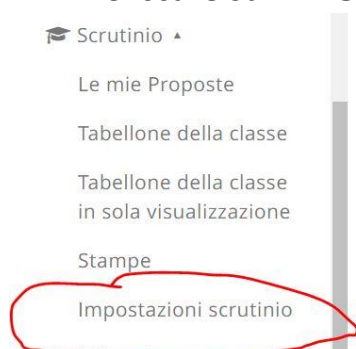 Scrutinio
Le mie Proposte
Tabellone della classe
Tabellone della classe
in sola visualizzazione
Stampe
Impostazioni scrutinio